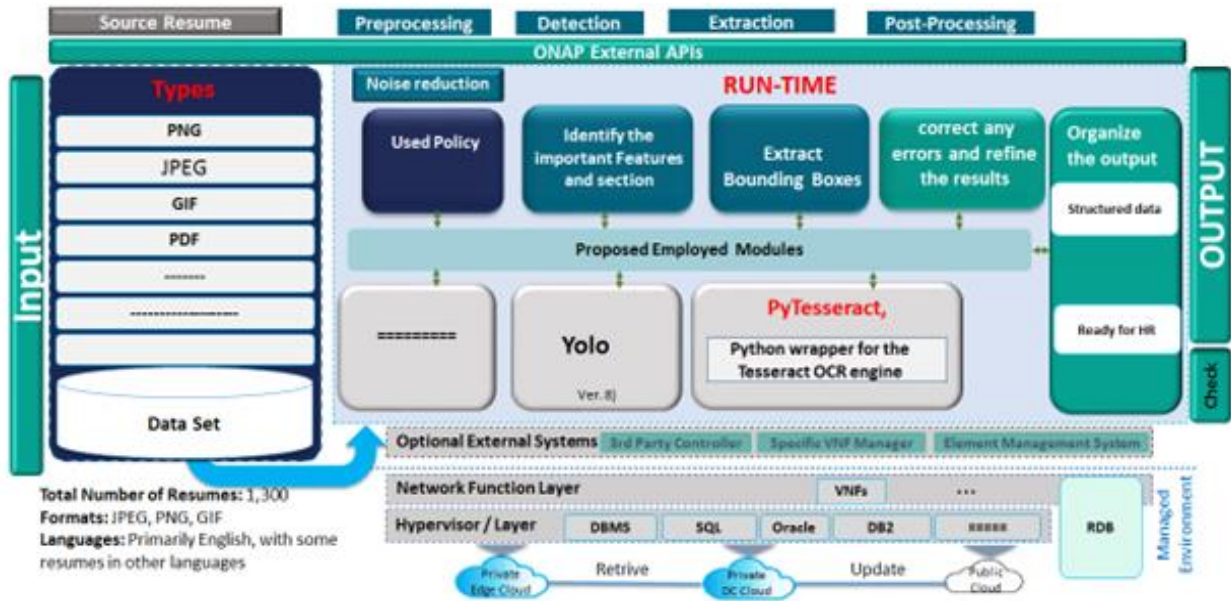 Source Resume
Preprocessing
Detection
Extraction
Post-Processing
ONAP External APIs
Input
Types
PNG
JPEG
GIF
PDF
-------
-------------------
Data Set
Noise reduction
RUN-TIME
Used Policy
Identify the
important Features
and section
Extract
Bounding Boxes
correct any
errors and refine
the results
Organize
the output
Structured data
Ready for HR
OUTPUT
Check
Proposed Employed Modules
=========
Yolo
Ver. 8)
PyTesseract,
Python wrapper for the
Tesseract OCR engine
Optional External Systems
3rd Party Controller
Specific VNF Manager
Element Management System
Total Number of Resumes: 1,300
Formats: JPEG, PNG, GIF
Languages: Primarily English, with some
resumes in other languages
Network Function Layer
VNFs
...
Hypervisor / Layer
DBMS
SQL
Oracle
DB2
RDB
Managed
Environment
Private
Edge Cloud
Retrive
Private
DC Cloud
Update
Public
Cloud